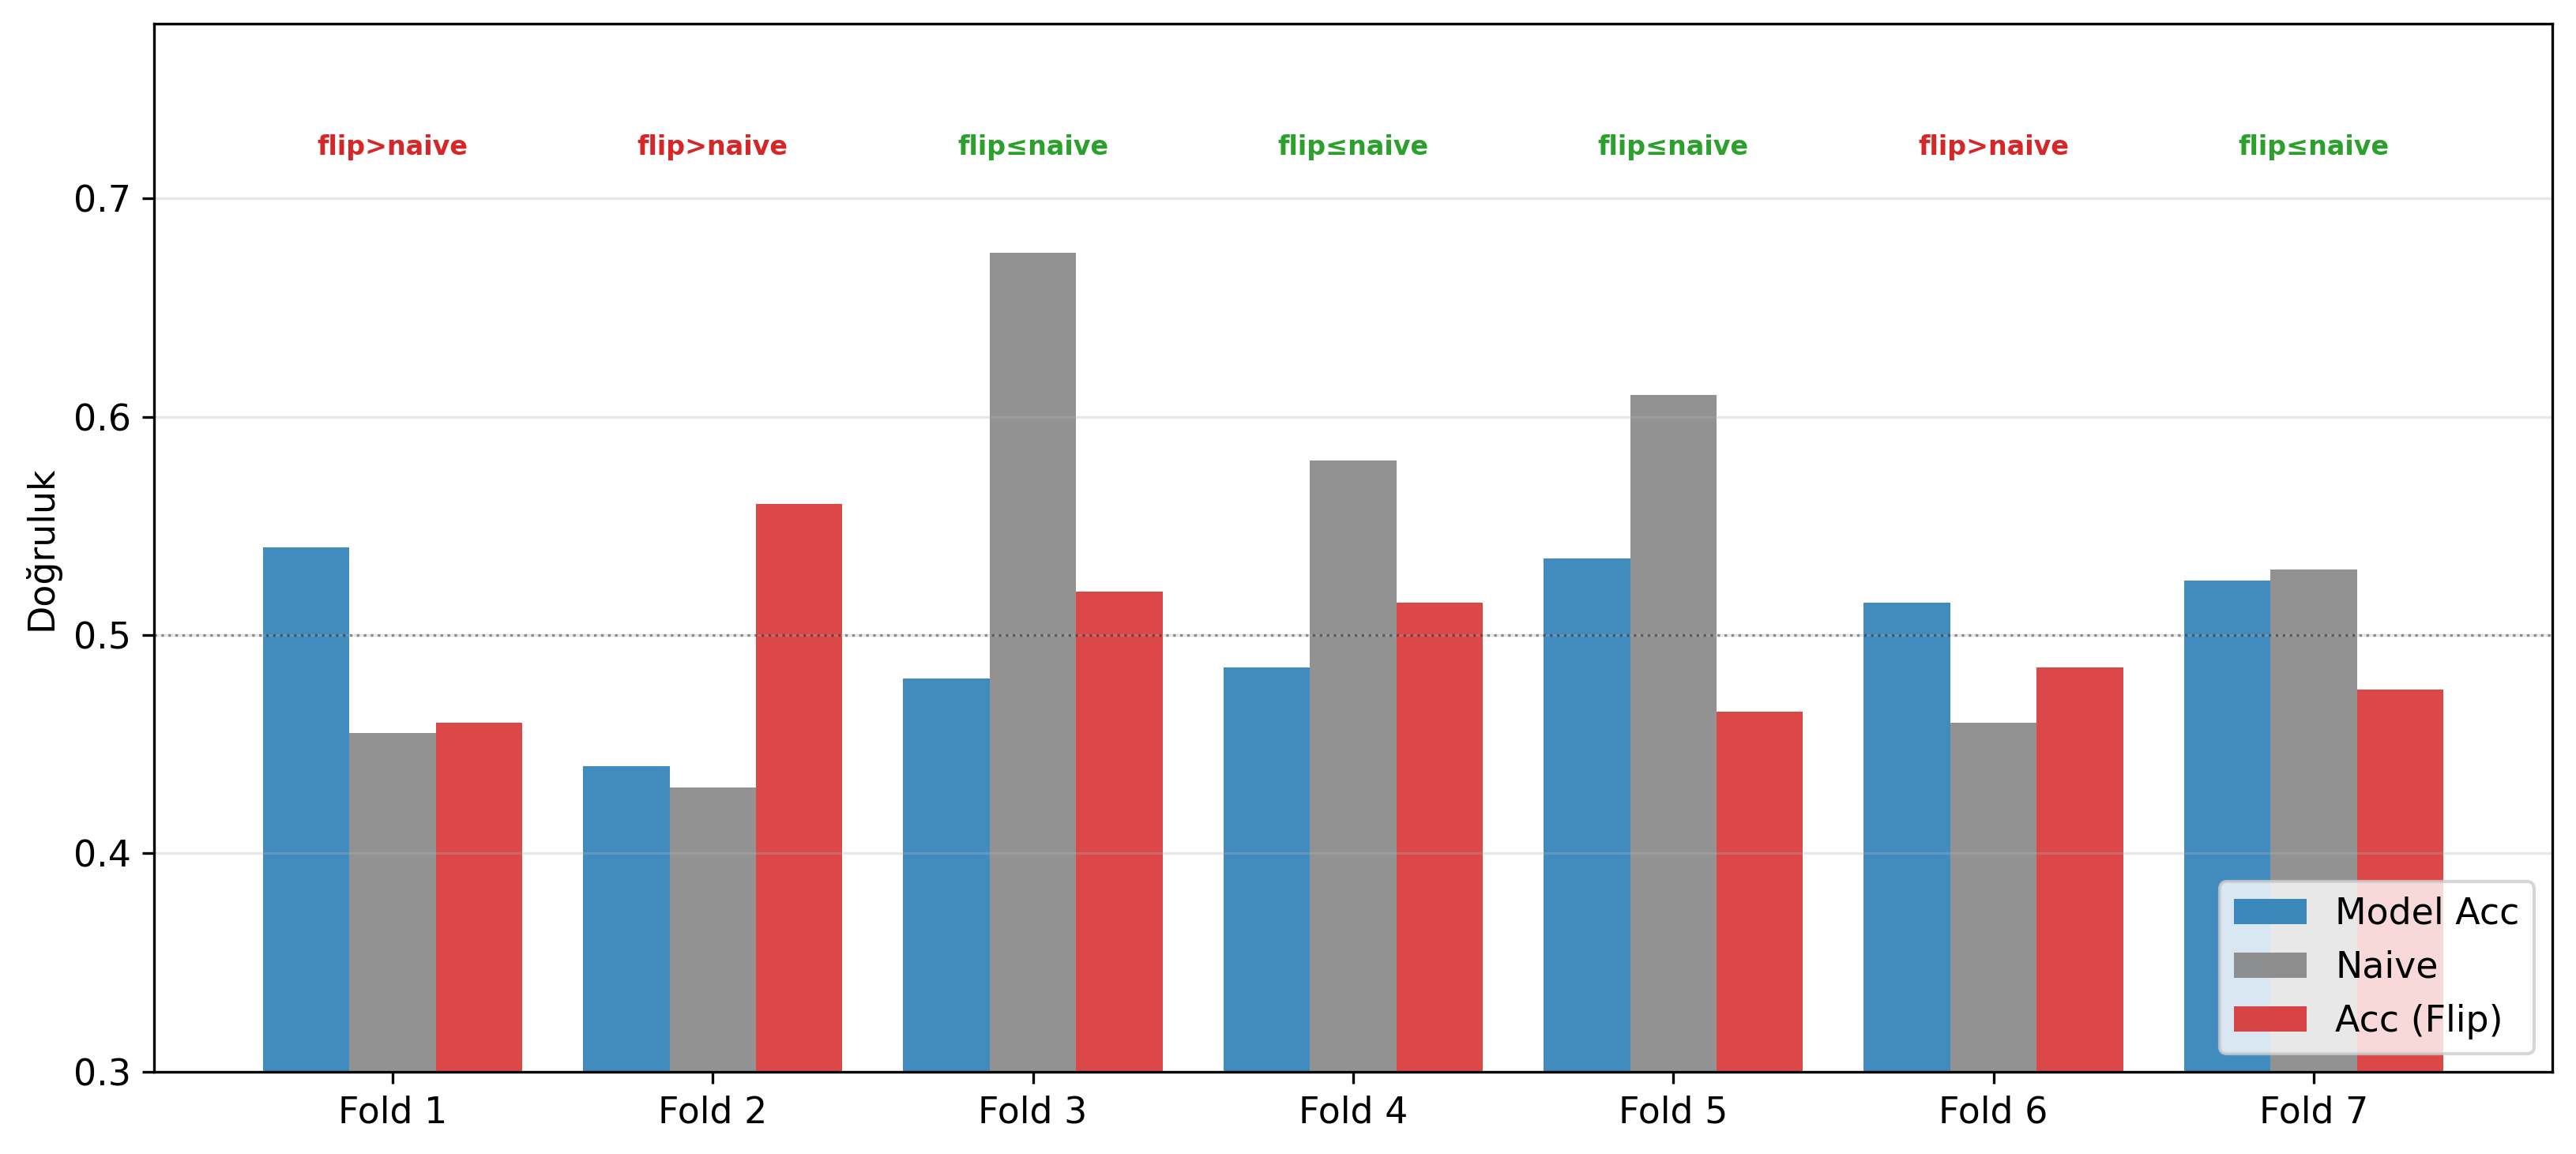 flip>naive flip>naive flip≤naive flip≤naive flip≤naive flip>naive flip≤naive
0.7
0.6
0.5
0.4
0.3
Doğruluk
Model Acc
Naive
Acc (Flip)
Fold 1 Fold 2 Fold 3 Fold 4 Fold 5 Fold 6 Fold 7